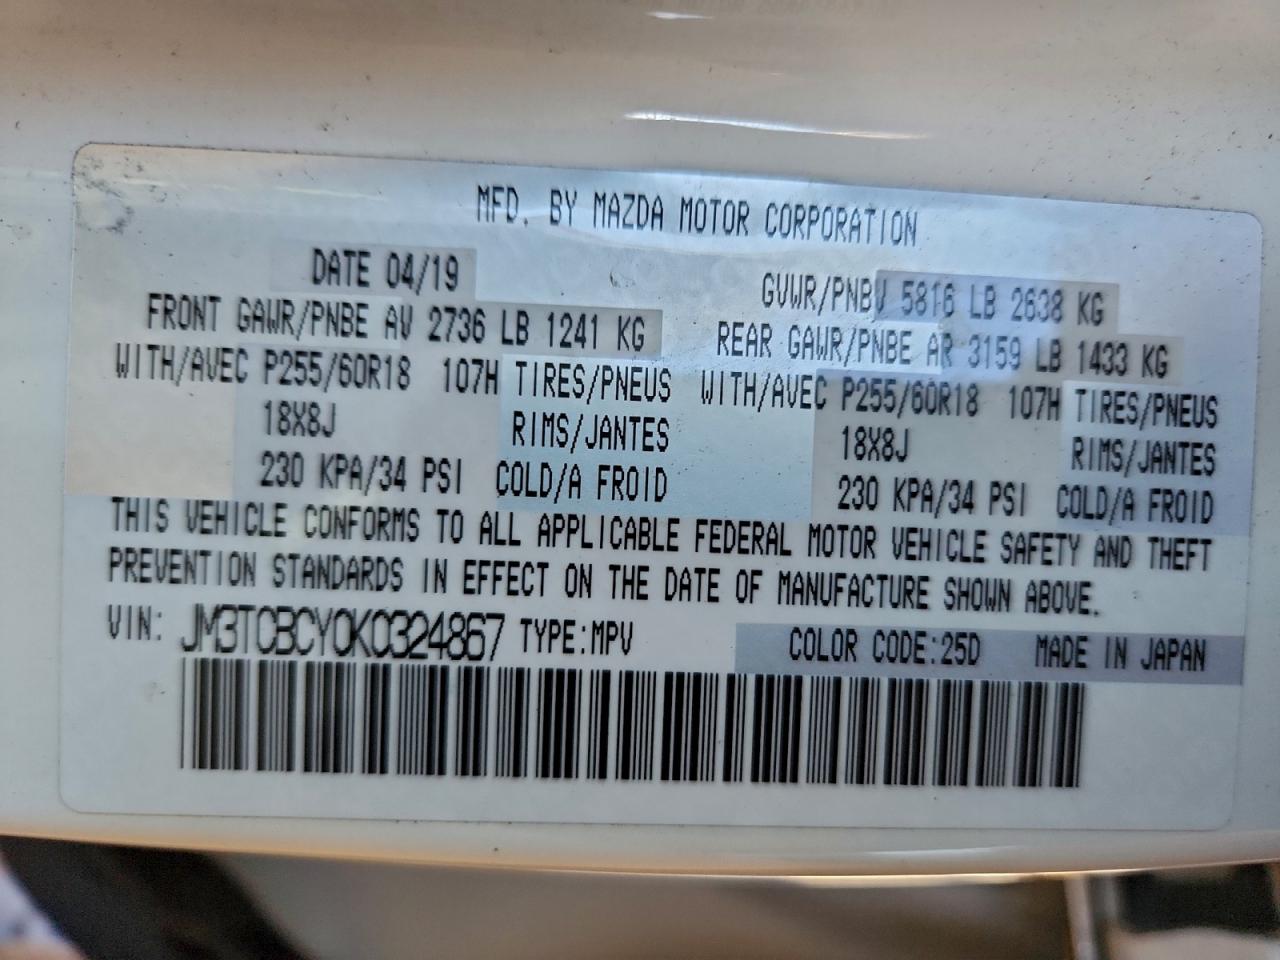 MFD. BY MAZDA MOTOR CORPORATION
DATE 04/19 GVWR/PNBV 5816 LB 2638 KG
FRONT GAWR/PNBE AV 2736 LB 1241 KG REAR GAWR/PNBE AR 3159 LB 1433 KG
WITH/AVEC P255/60R18 107H TIRES/PNEUS WITH/AVEC P255/60R18 107H TIRES/PNEUS
18X8J RIMS/JANTES 18X8J RIMS/JANTES
230 KPA/34 PSI COLD/A FROID 230 KPA/34 PSI COLD/A FROID
THIS VEHICLE CONFORMS TO ALL APPLICABLE FEDERAL MOTOR VEHICLE SAFETY AND THEFT
PREVENTION STANDARDS IN EFFECT ON THE DATE OF MANUFACTURE SHOWN ABOVE.
VIN: JM3TCBCY0K0324867 TYPE:MPV COLOR CODE:25D MADE IN JAPAN